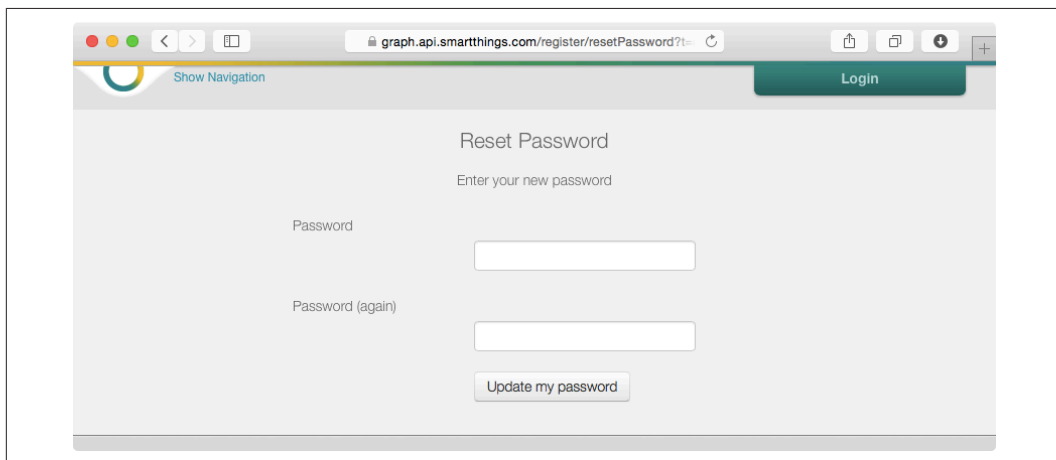 graph.api.smartthings.com/register/resetPassword?t=
Show Navigation
Login
Reset Password
Enter your new password
Password
Password (again)
Update my password